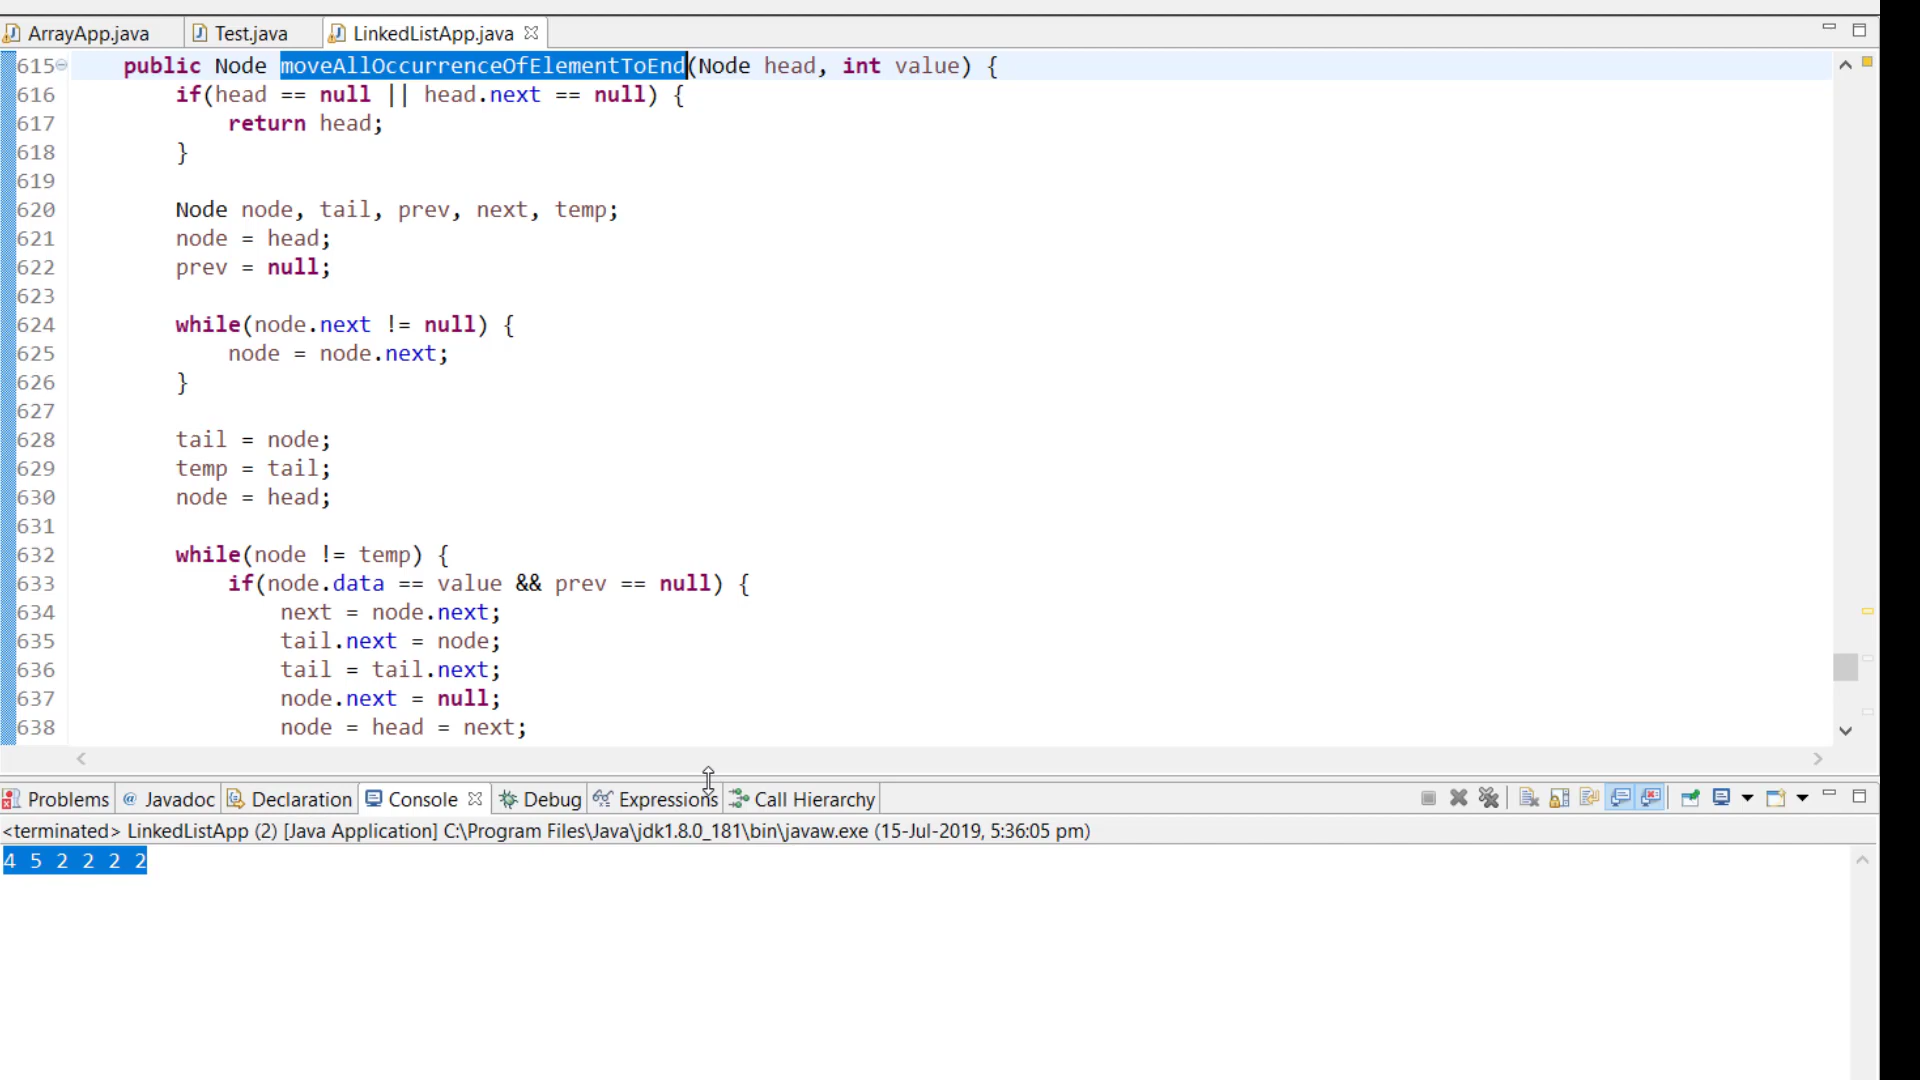 ArrayApp.java Test.java LinkedListApp.java
615 public Node moveAllOccurrenceOfElementToEnd(Node head, int value) {
616 if(head == null || head.next == null) {
617 return head;
618 }
619
620 Node node, tail, prev, next, temp;
621 node = head;
622 prev = null;
623
624 while(node.next != null) {
625 node = node.next;
626 }
627
628 tail = node;
629 temp = tail;
630 node = head;
631
632 while(node != temp) {
633 if(node.data == value && prev == null) {
634 next = node.next;
635 tail.next = node;
636 tail = tail.next;
637 node.next = null;
638 node = head = next;
Problems @ Javadoc Declaration Console Debug Expressions Call Hierarchy
<terminated> LinkedListApp (2) [Java Application] C:\Program Files\Java\jdk1.8.0_181\bin\javaw.exe (15-Jul-2019, 5:36:05 pm)
4 5 2 2 2 2